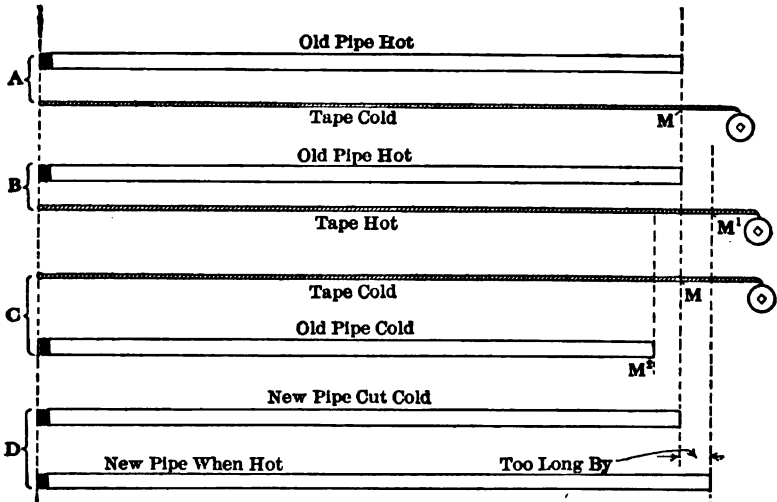 Old Pipe Hot
A
Tape Cold
M
Old Pipe Hot
B
Tape Hot
M¹
Tape Cold
M
C
Old Pipe Cold
M²
New Pipe Cut Cold
D
New Pipe When Hot
Too Long By